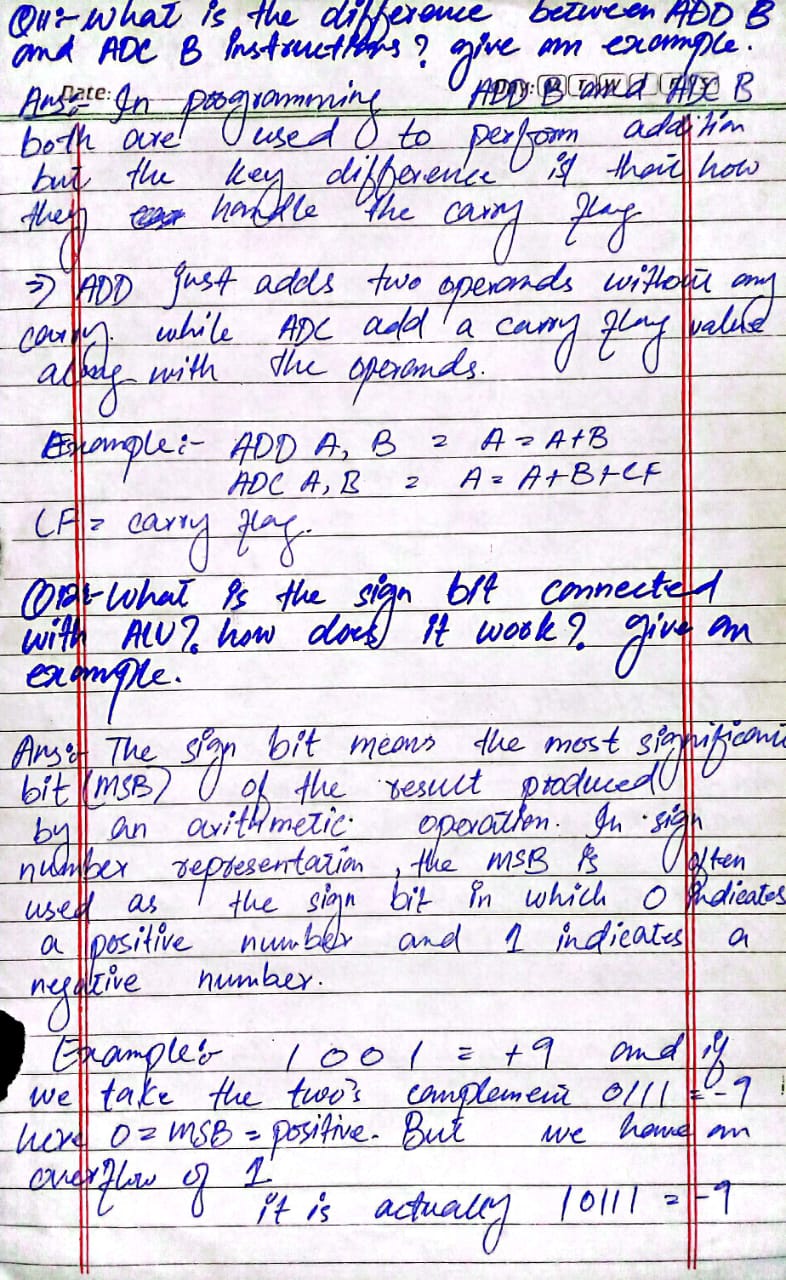 Q11:- What is the difference between ADD B
and ADC B instructions? give an example.
Date: Day:
Ans:- In programming ADD B and ADC B
both are used to perform addition
but the key difference is that how
they handle the carry flag
⇒ ADD just adds two operands without any
carry. while ADC add a carry flag value
along with the operands.
Example:- ADD A, B = A = A+B
ADC A, B = A = A+B+CF
CF = carry flag.
Q12:- What is the sign bit connected
with ALU? how does it work? give an
example.
Ans:- The sign bit means the most significant
bit (MSB) of the result produced
by an arithmetic operation. In sign
number representation, the MSB is often
used as the sign bit in which 0 indicates
a positive number and 1 indicates a
negative number.
Example:- 1001 = +9 and if
we take the two's complement 0111 = -9
here 0 = MSB = positive. But we have an
overflow of 1
it is actually 10111 = -9